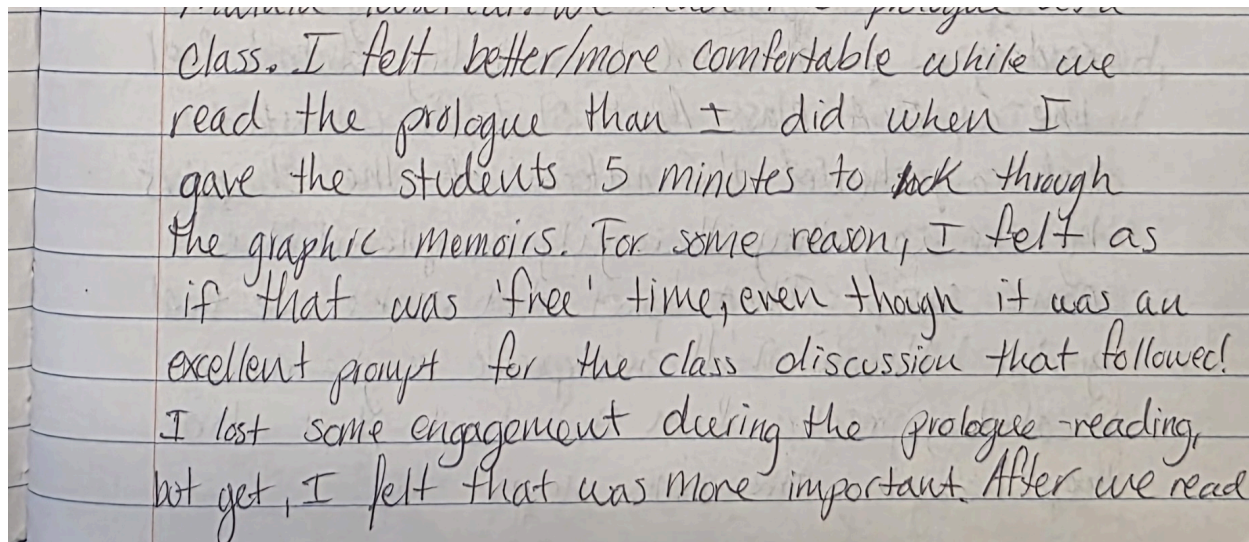 prologue
class. I felt better/more comfortable while we
read the prologue than I did when I
gave the students 5 minutes to look through
the graphic memoirs. For some reason, I felt as
if that was 'free' time, even though it was an
excellent prompt for the class discussion that followed!
I lost some engagement during the prologue-reading,
but yet, I felt that was more important. After we read